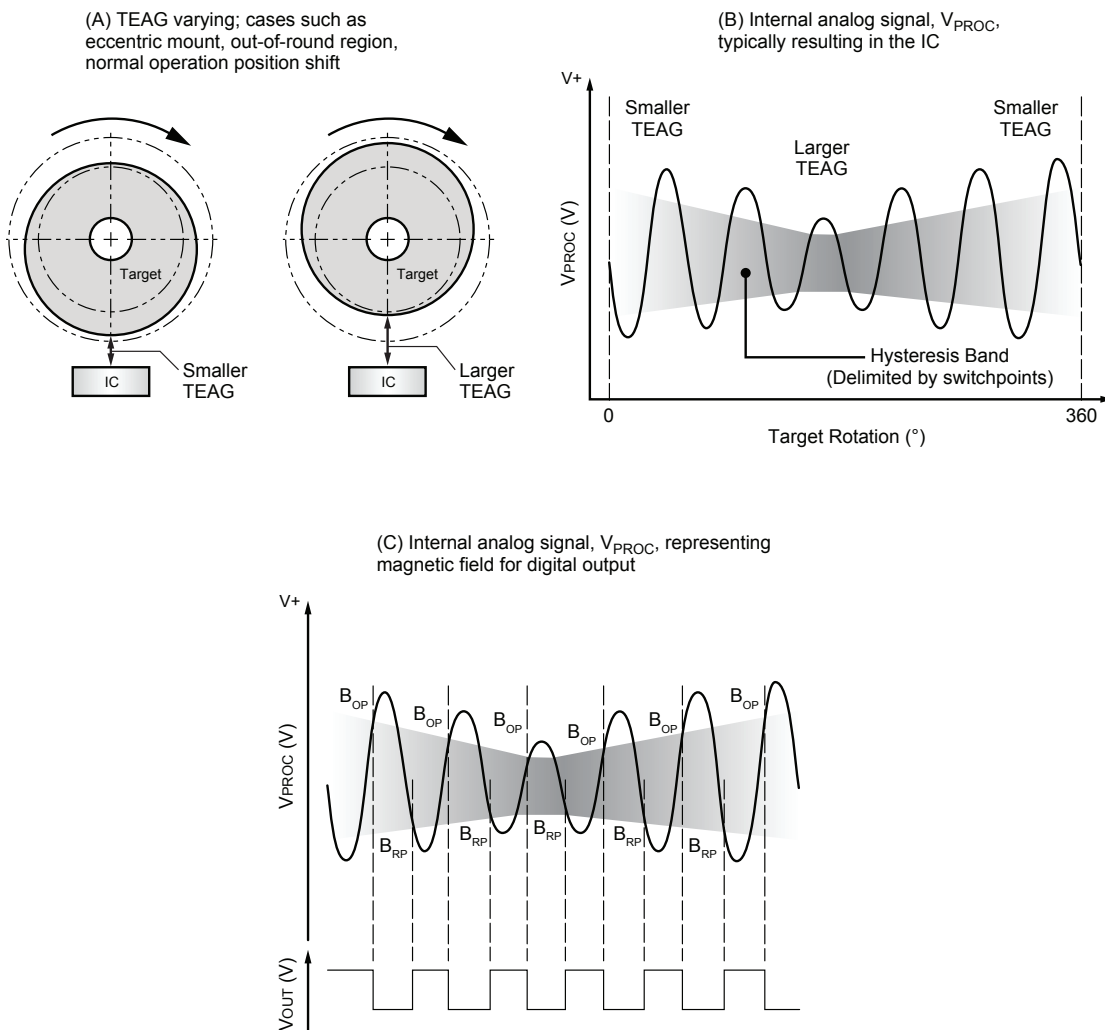 (A) TEAG varying; cases such as
eccentric mount, out-of-round region,
normal operation position shift
Target
IC
Smaller
TEAG
Target
IC
Larger
TEAG
(B) Internal analog signal, VPROC,
typically resulting in the IC
V+
Smaller
TEAG
Larger
TEAG
Smaller
TEAG
VPROC (V)
Hysteresis Band
(Delimited by switchpoints)
0
360
Target Rotation (°)
(C) Internal analog signal, VPROC, representing
magnetic field for digital output
V+
VPROC (V)
BOP
BOP
BOP
BOP
BOP
BOP
BRP
BRP
BRP
BRP
BRP
VOUT (V)